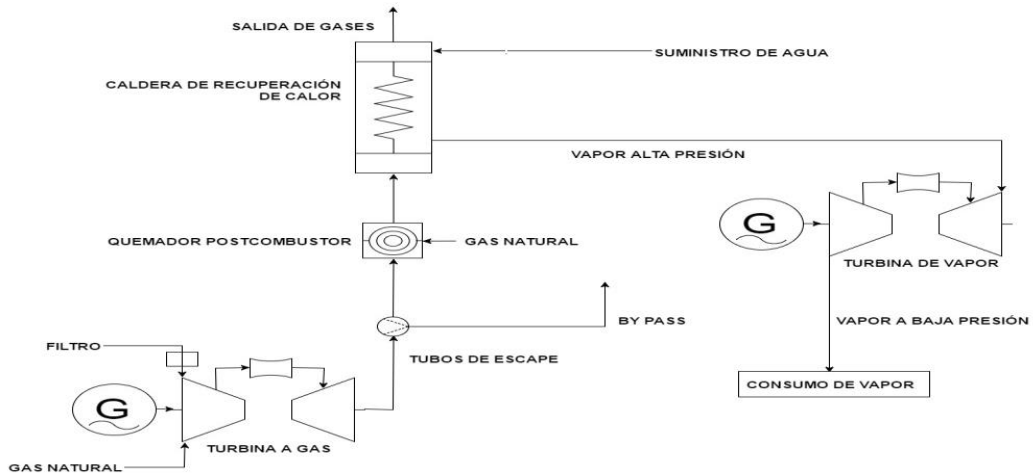 SALIDA DE GASES
SUMINISTRO DE AGUA
CALDERA DE RECUPERACIÓN
DE CALOR
VAPOR ALTA PRESIÓN
G
QUEMADOR POSTCOMBUSTOR
GAS NATURAL
TURBINA DE VAPOR
BY PASS
VAPOR A BAJA PRESIÓN
FILTRO
TUBOS DE ESCAPE
CONSUMO DE VAPOR
G
TURBINA A GAS
GAS NATURAL